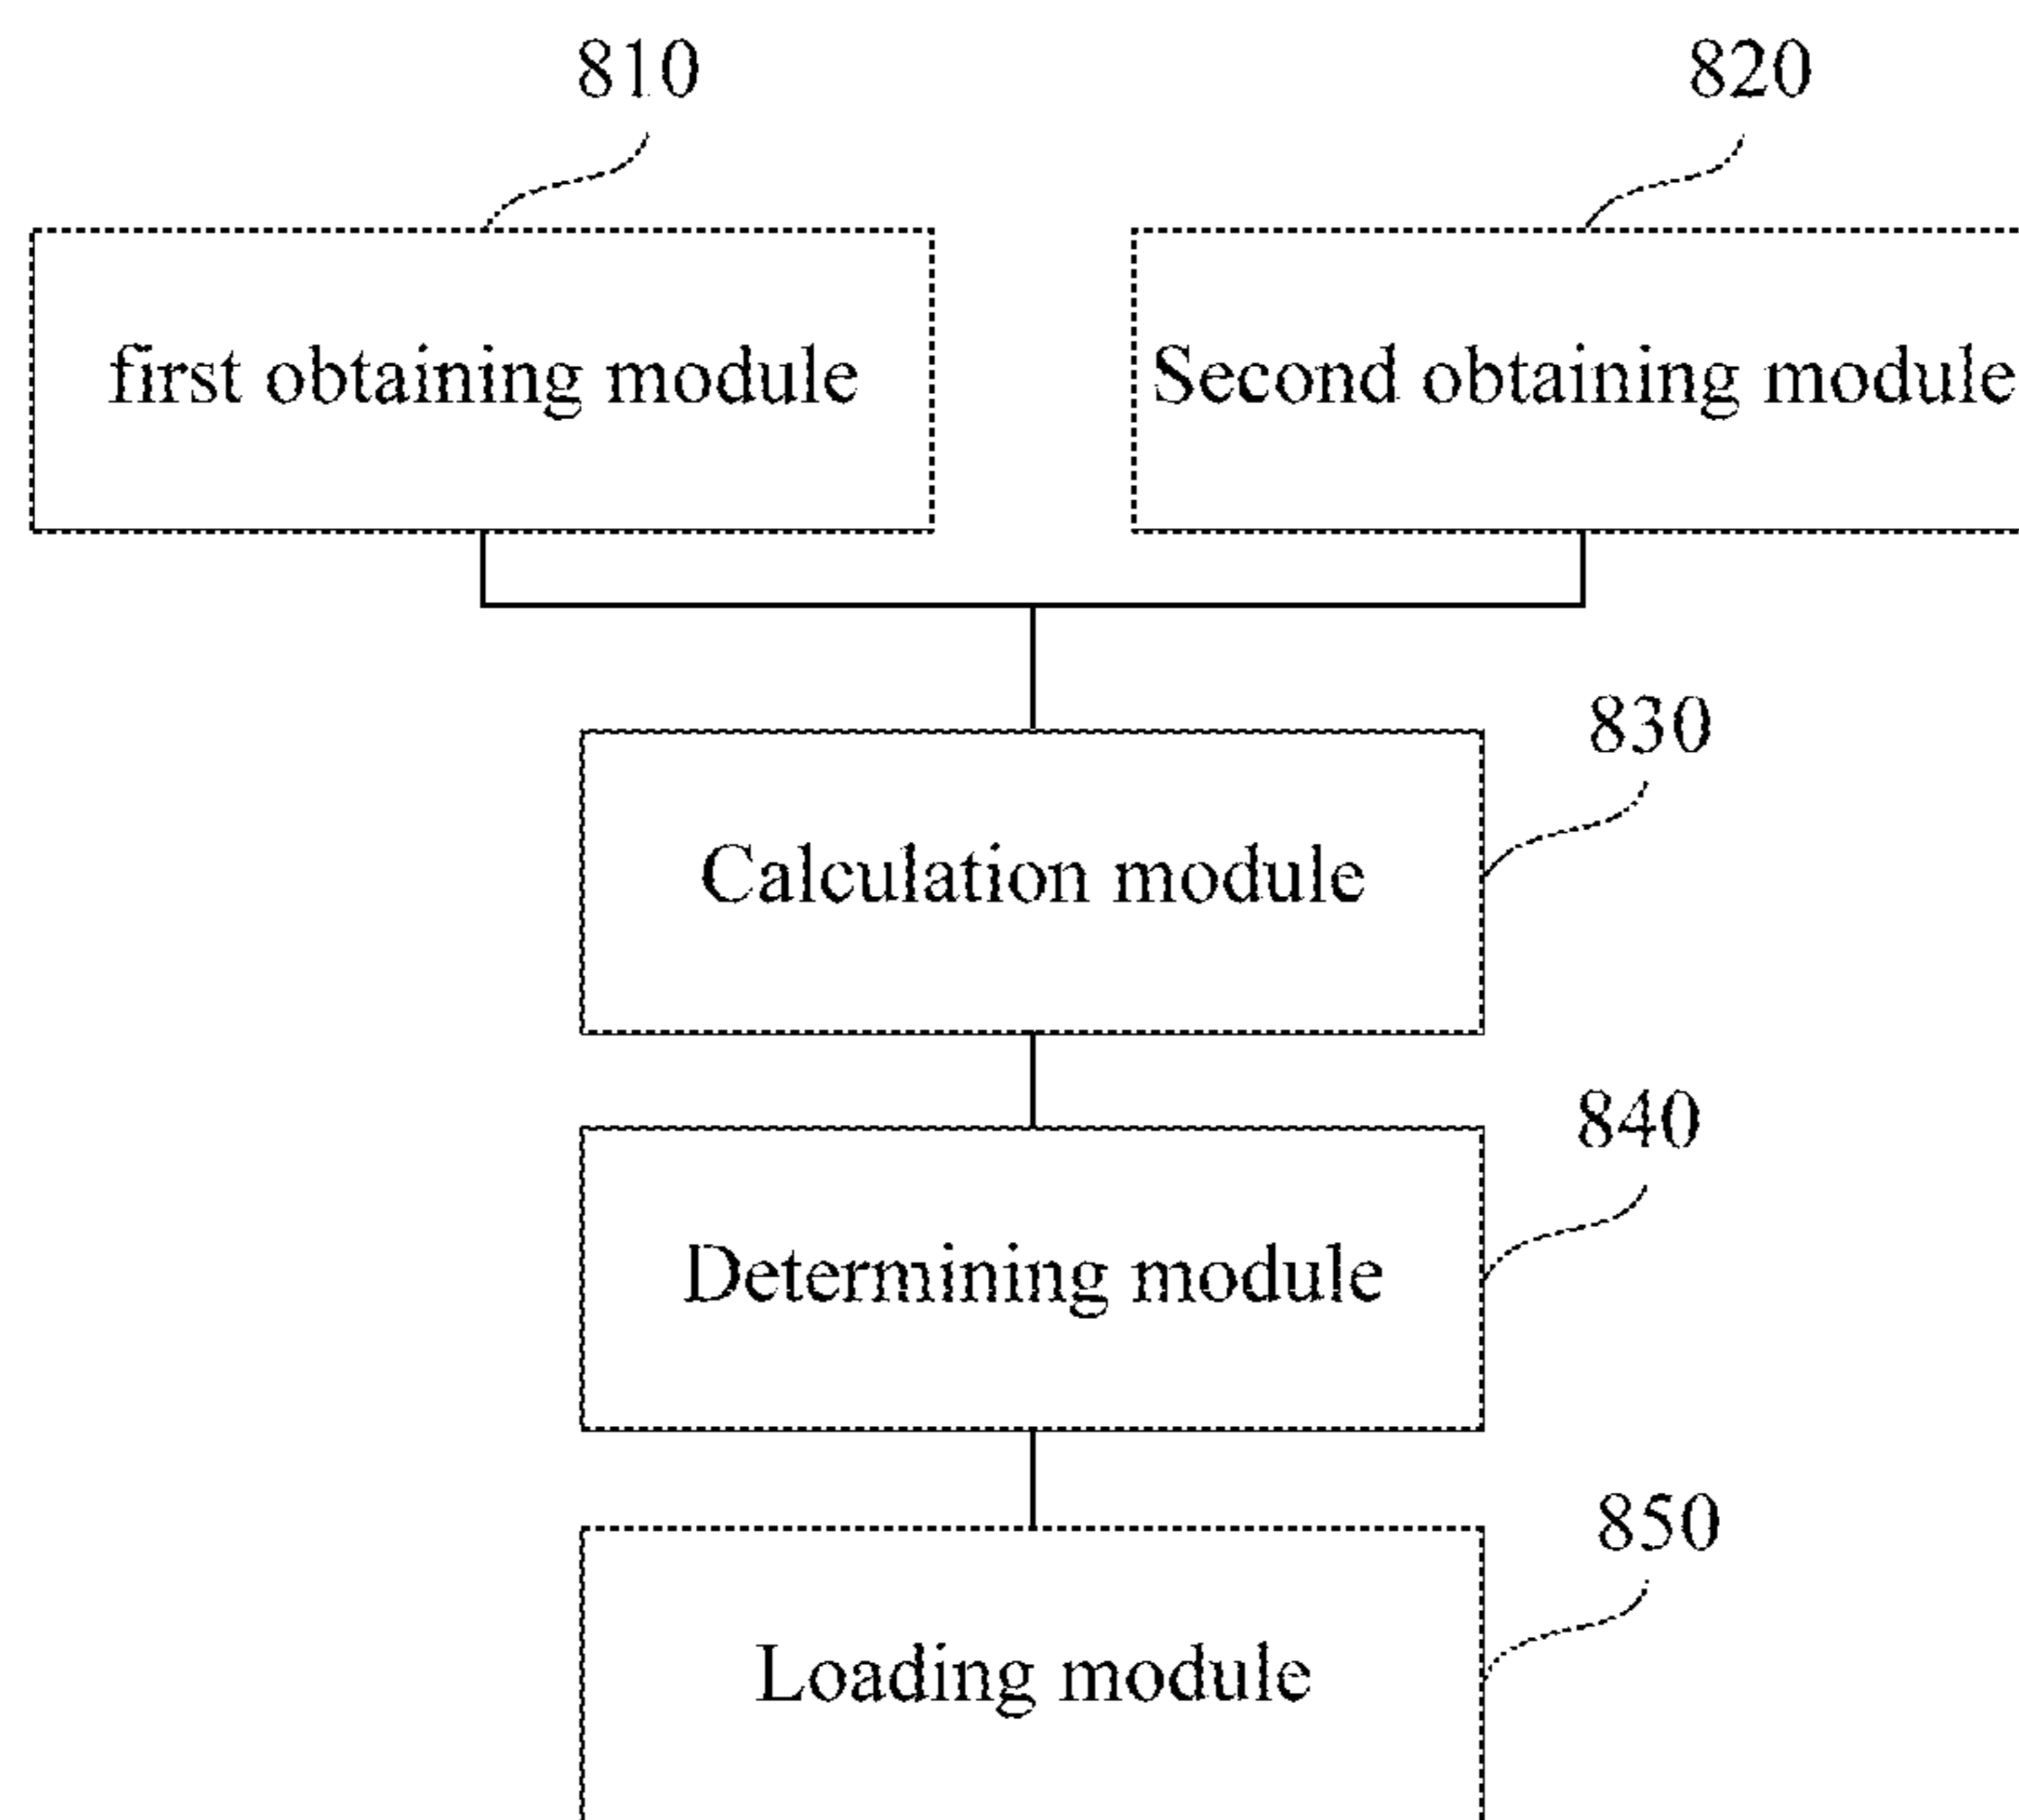 810
820
first obtaining module
Second obtaining module
830
Calculation module
840
Determining module
850
Loading module